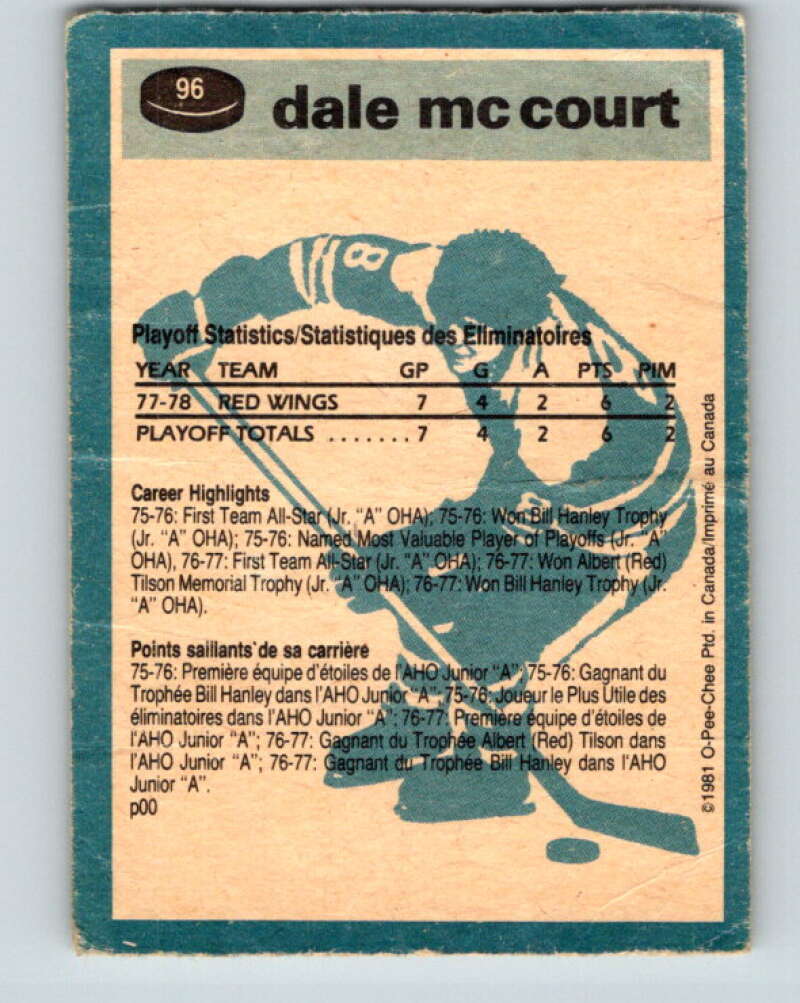 96
dale mc court
8
Playoff Statistics/Statistiques des Eliminatoires
YEAR TEAM GP G A PTS PIM
77-78 RED WINGS 7 4 2 6 2
PLAYOFF TOTALS ....... 7 4 2 6 2
Career Highlights
75-76: First Team All-Star (Jr. "A" OHA); 75-76: Won Bill Hanley Trophy
(Jr. "A" OHA); 75-76: Named Most Valuable Player of Playoffs (Jr. "A"
OHA), 76-77: First Team All-Star (Jr. "A" OHA); 76-77: Won Albert (Red)
Tilson Memorial Trophy (Jr. "A" OHA); 76-77: Won Bill Hanley Trophy (Jr.
"A" OHA).
Points saillants de sa carrière
75-76: Première équipe d'étoiles de l'AHO Junior "A"; 75-76: Gagnant du
Trophée Bill Hanley dans l'AHO Junior "A"; 75-76: Joueur le Plus Utile des
éliminatoires dans l'AHO Junior "A"; 76-77: Première équipe d'étoiles de
l'AHO Junior "A"; 76-77: Gagnant du Trophée Albert (Red) Tilson dans
l'AHO Junior "A"; 76-77: Gagnant du Trophée Bill Hanley dans l'AHO
Junior "A".
p00
8
©1981 O-Pee-Chee Ptd. in Canada/Imprimé au Canada